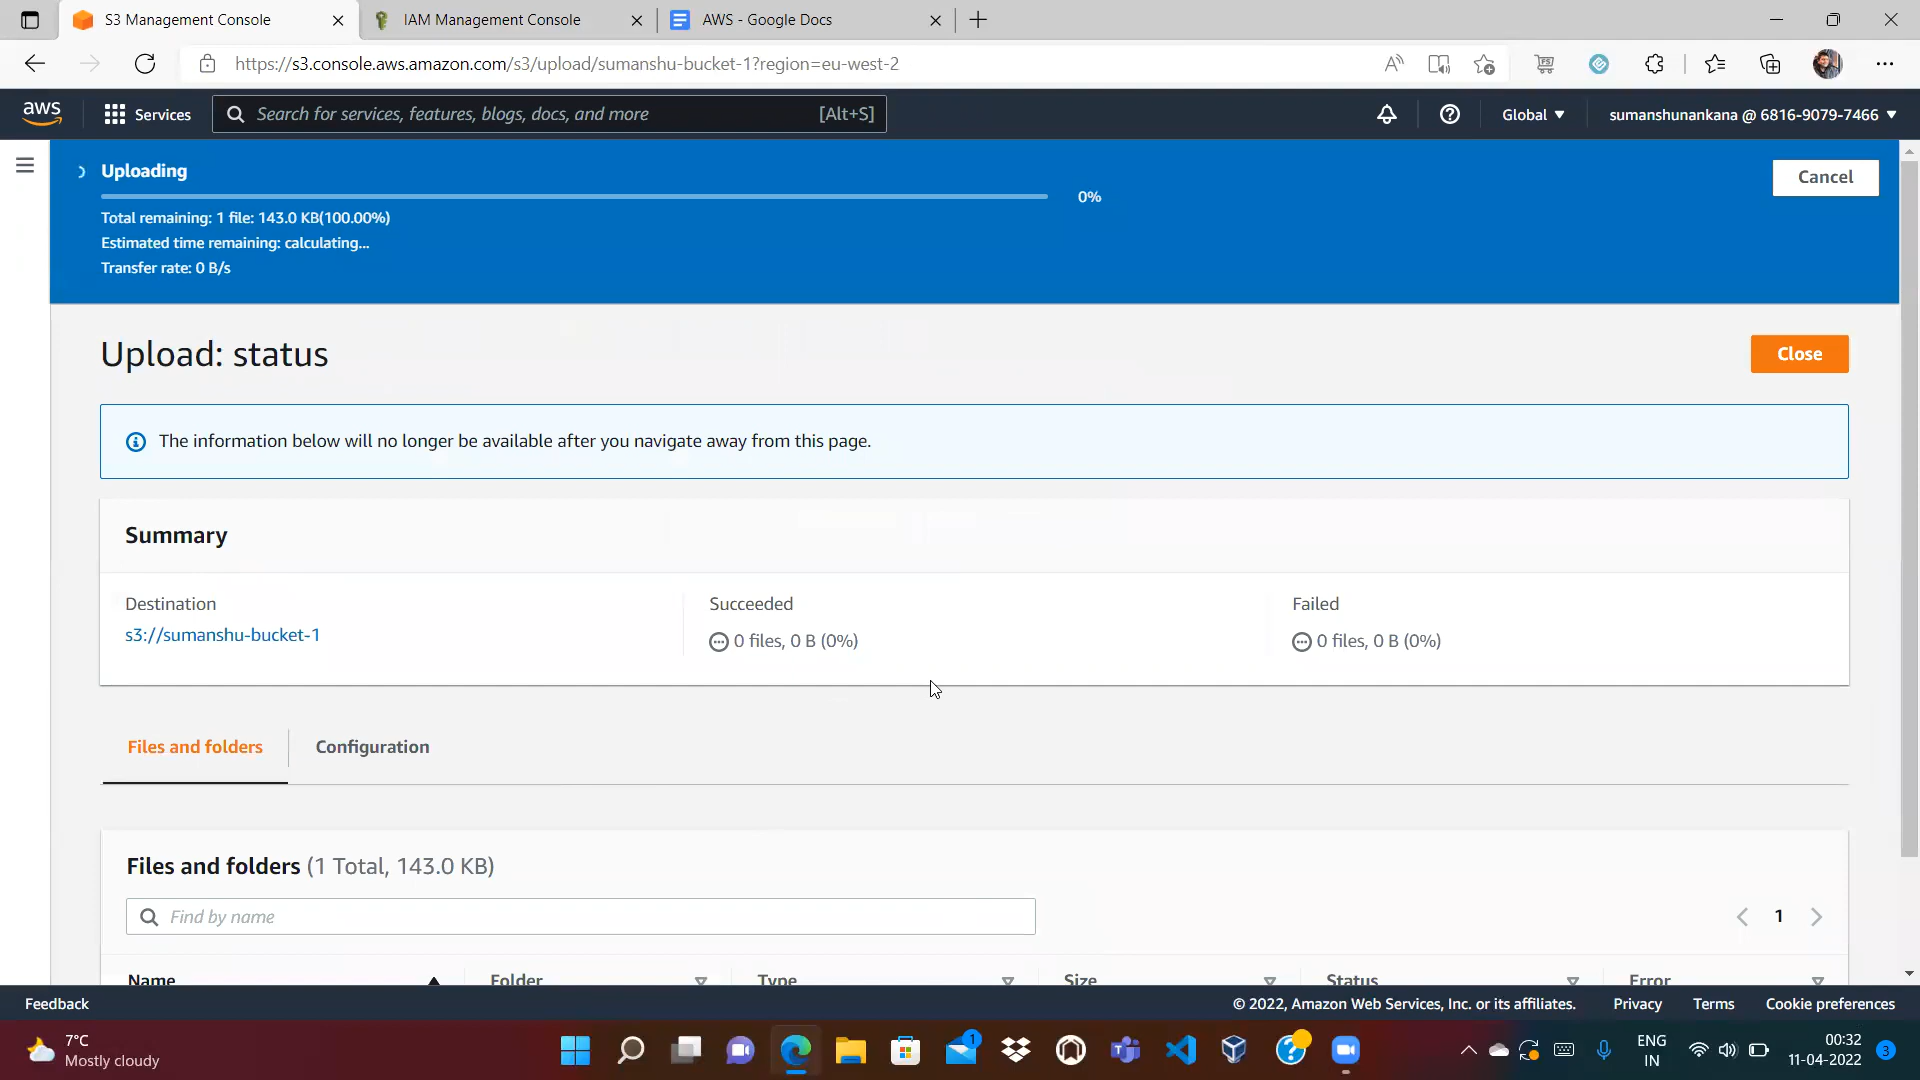 S3 Management Console
IAM Management Console
AWS - Google Docs
https://s3.console.aws.amazon.com/s3/upload/sumanshu-bucket-1?region=eu-west-2
aws
Services
Search for services, features, blogs, docs, and more
[Alt+S]
Global
sumanshunankana @ 6816-9079-7466
Uploading
Cancel
0%
Total remaining: 1 file: 143.0 KB(100.00%)
Estimated time remaining: calculating...
Transfer rate: 0 B/s
Upload: status
Close
The information below will no longer be available after you navigate away from this page.
Summary
Destination
Succeeded
Failed
s3://sumanshu-bucket-1
0 files, 0 B (0%)
0 files, 0 B (0%)
Files and folders
Configuration
Files and folders (1 Total, 143.0 KB)
Find by name
1
Name
Folder
Type
Size
Status
Error
Feedback
© 2022, Amazon Web Services, Inc. or its affiliates.
Privacy
Terms
Cookie preferences
7°C
Mostly cloudy
1
ENG
IN
00:32
11-04-2022
3